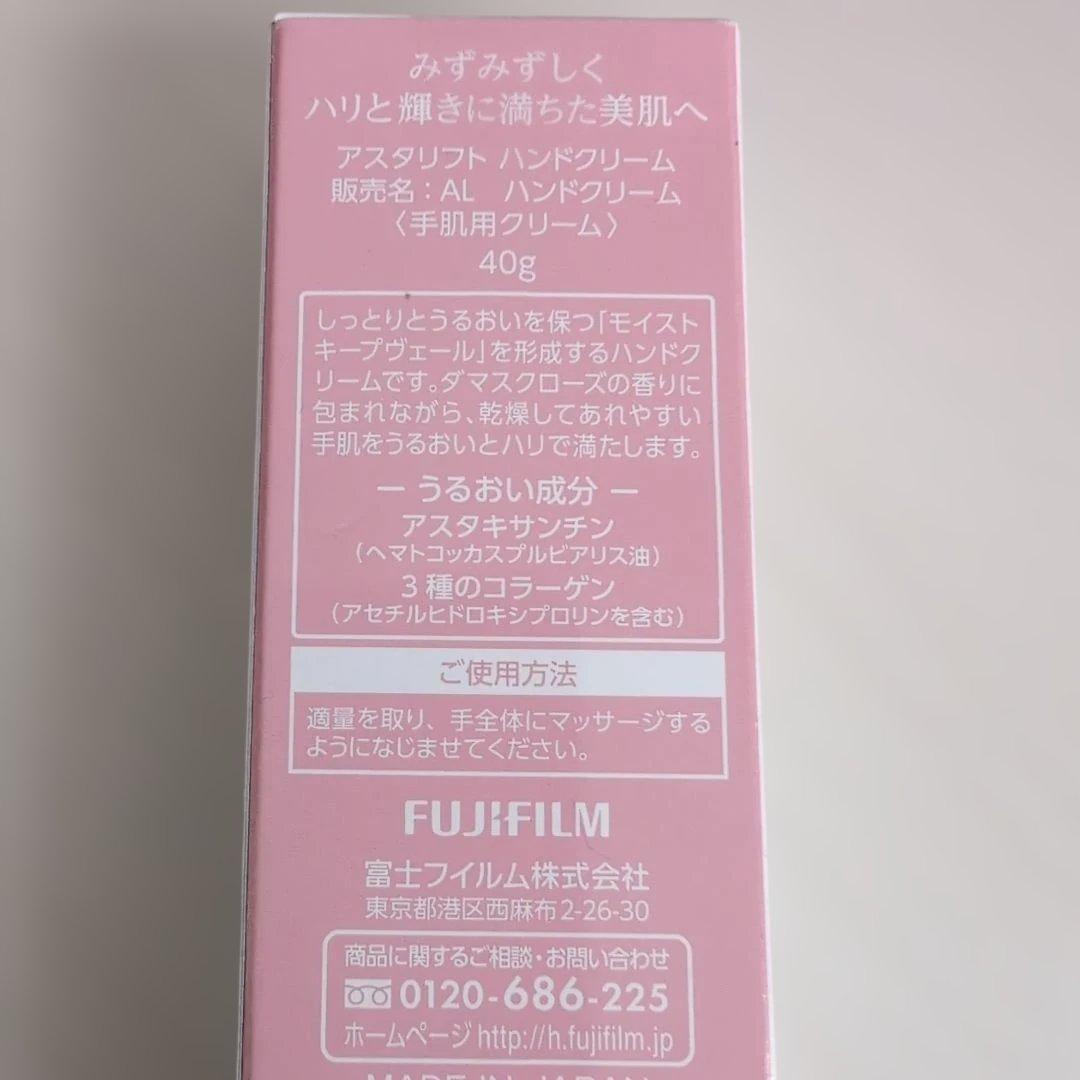 みずみずしく
ハリと輝きに満ちた美肌へ
アスタリフト ハンドクリーム
販売名：AL　ハンドクリーム
〈手肌用クリーム〉
40g
しっとりとうるおいを保つ「モイスト
キープヴェール」を形成するハンドク
リームです。ダマスクローズの香りに
包まれながら、乾燥してあれやすい
手肌をうるおいとハリで満たします。
ー うるおい成分 ー
アスタキサンチン
（ヘマトコッカスプルビアリス油）
３種のコラーゲン
（アセチルヒドロキシプロリンを含む）
ご使用方法
適量を取り、手全体にマッサージする
ようになじませてください。
FUJIFILM
富士フイルム株式会社
東京都港区西麻布2-26-30
商品に関するご相談・お問い合わせ
0120-686-225
ホームページ http://h.fujifilm.jp
MADE IN JAPAN